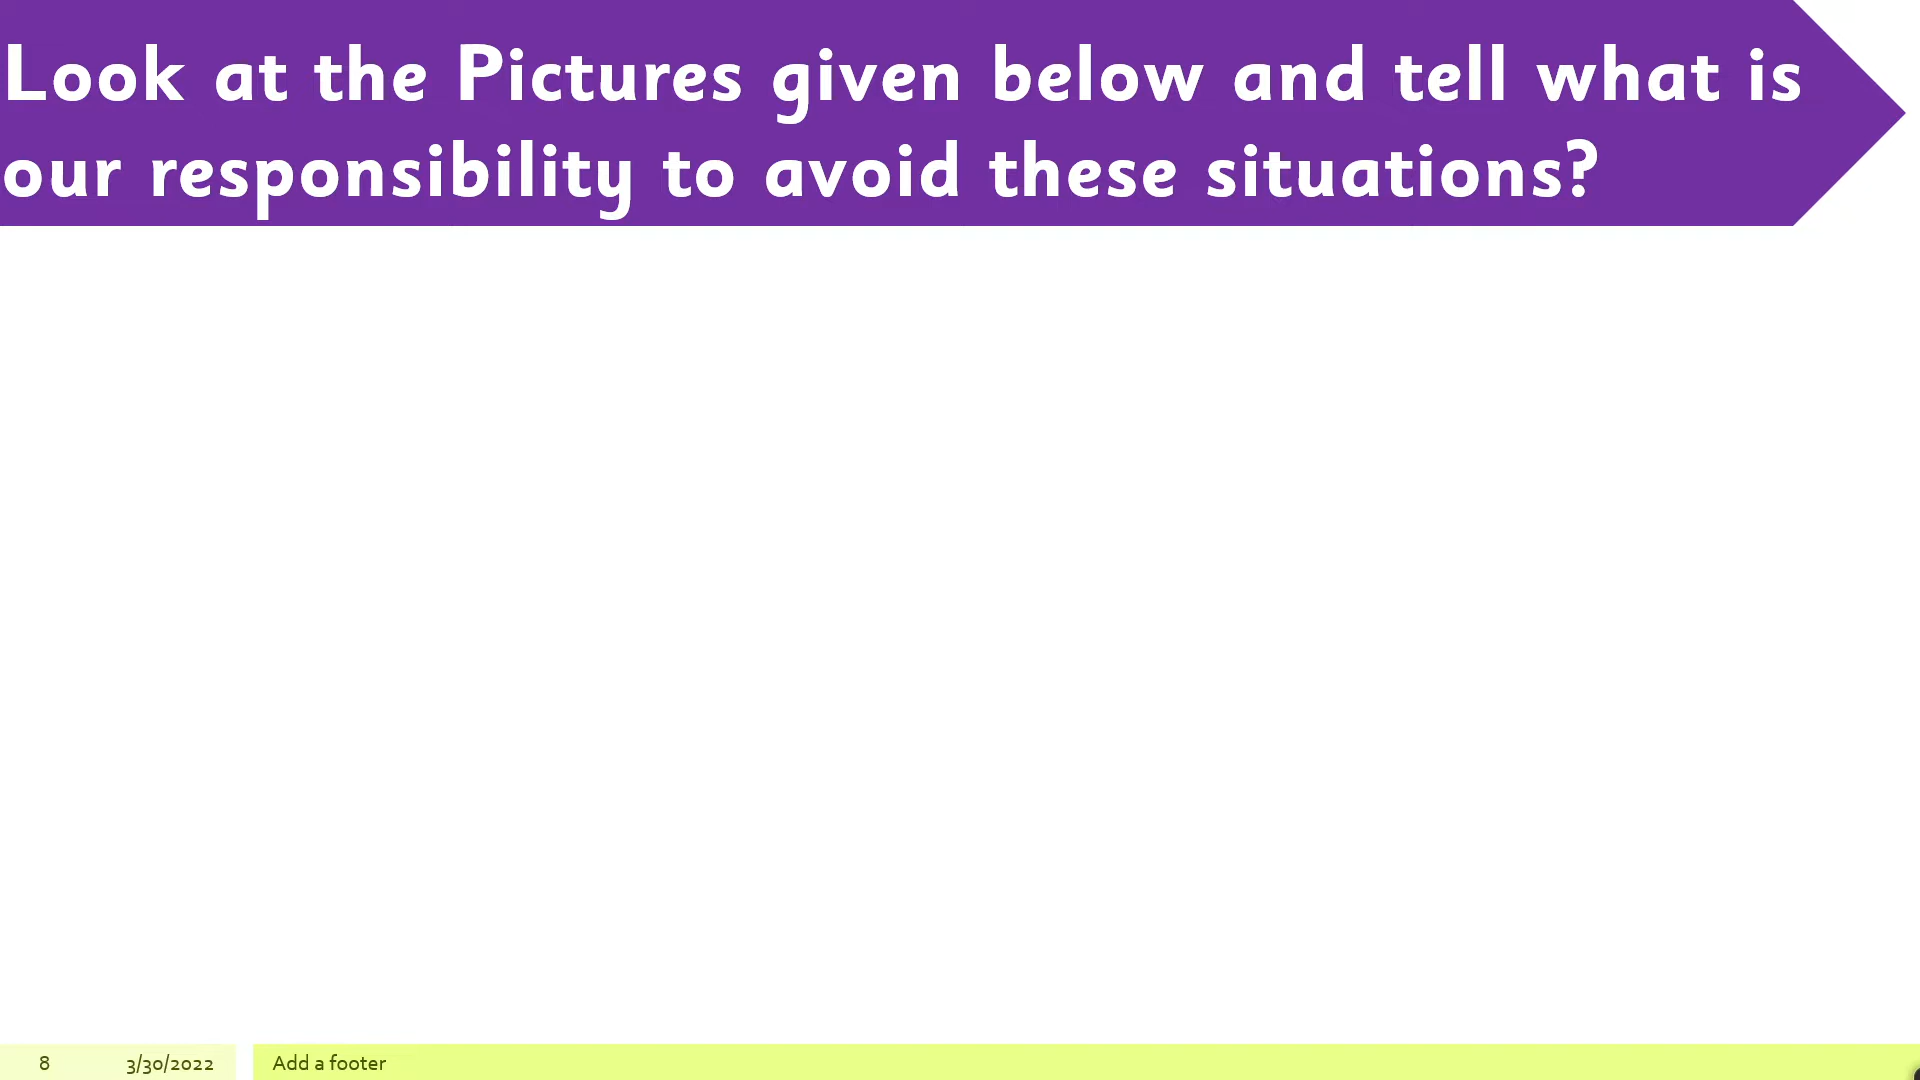 Look at the Pictures given below and tell what is
our responsibility to avoid these situations?
8 3/30/2022 Add a footer